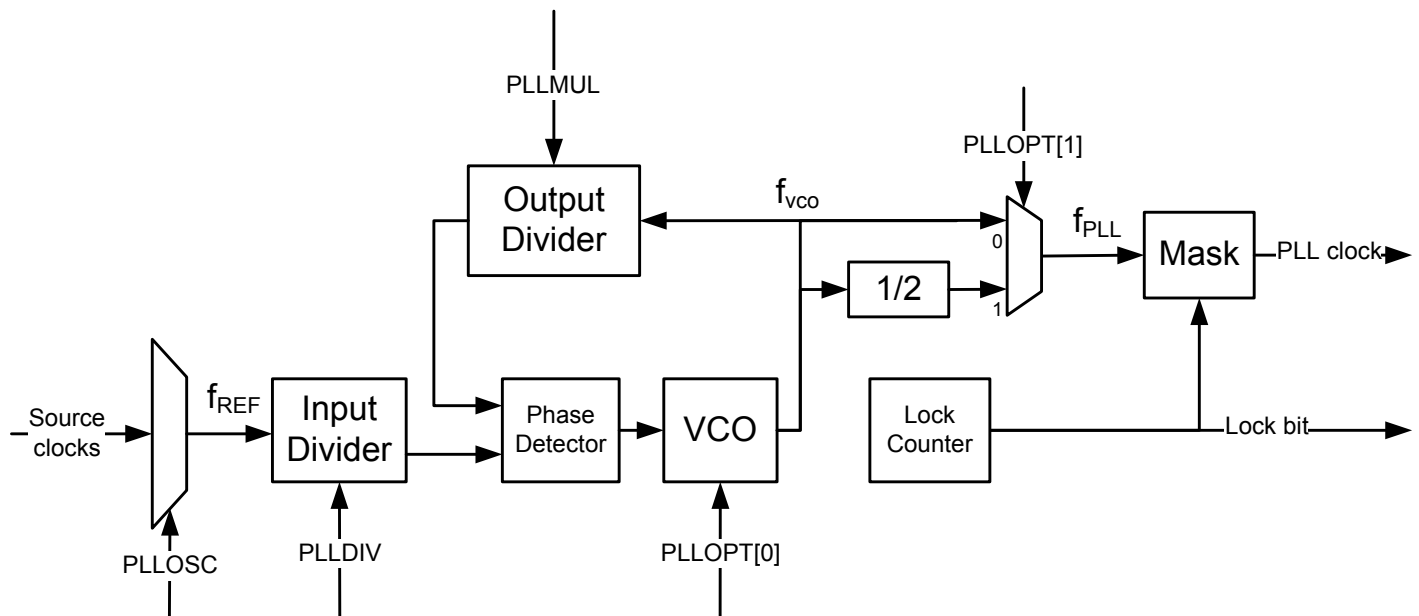 PLLMUL
PLLOPT[1]
Output
Divider
fvco
0
fPLL
Mask
PLL clock
1/2
1
Source
clocks
fREF
Input
Divider
Phase
Detector
VCO
Lock
Counter
Lock bit
PLLOSC
PLLDIV
PLLOPT[0]